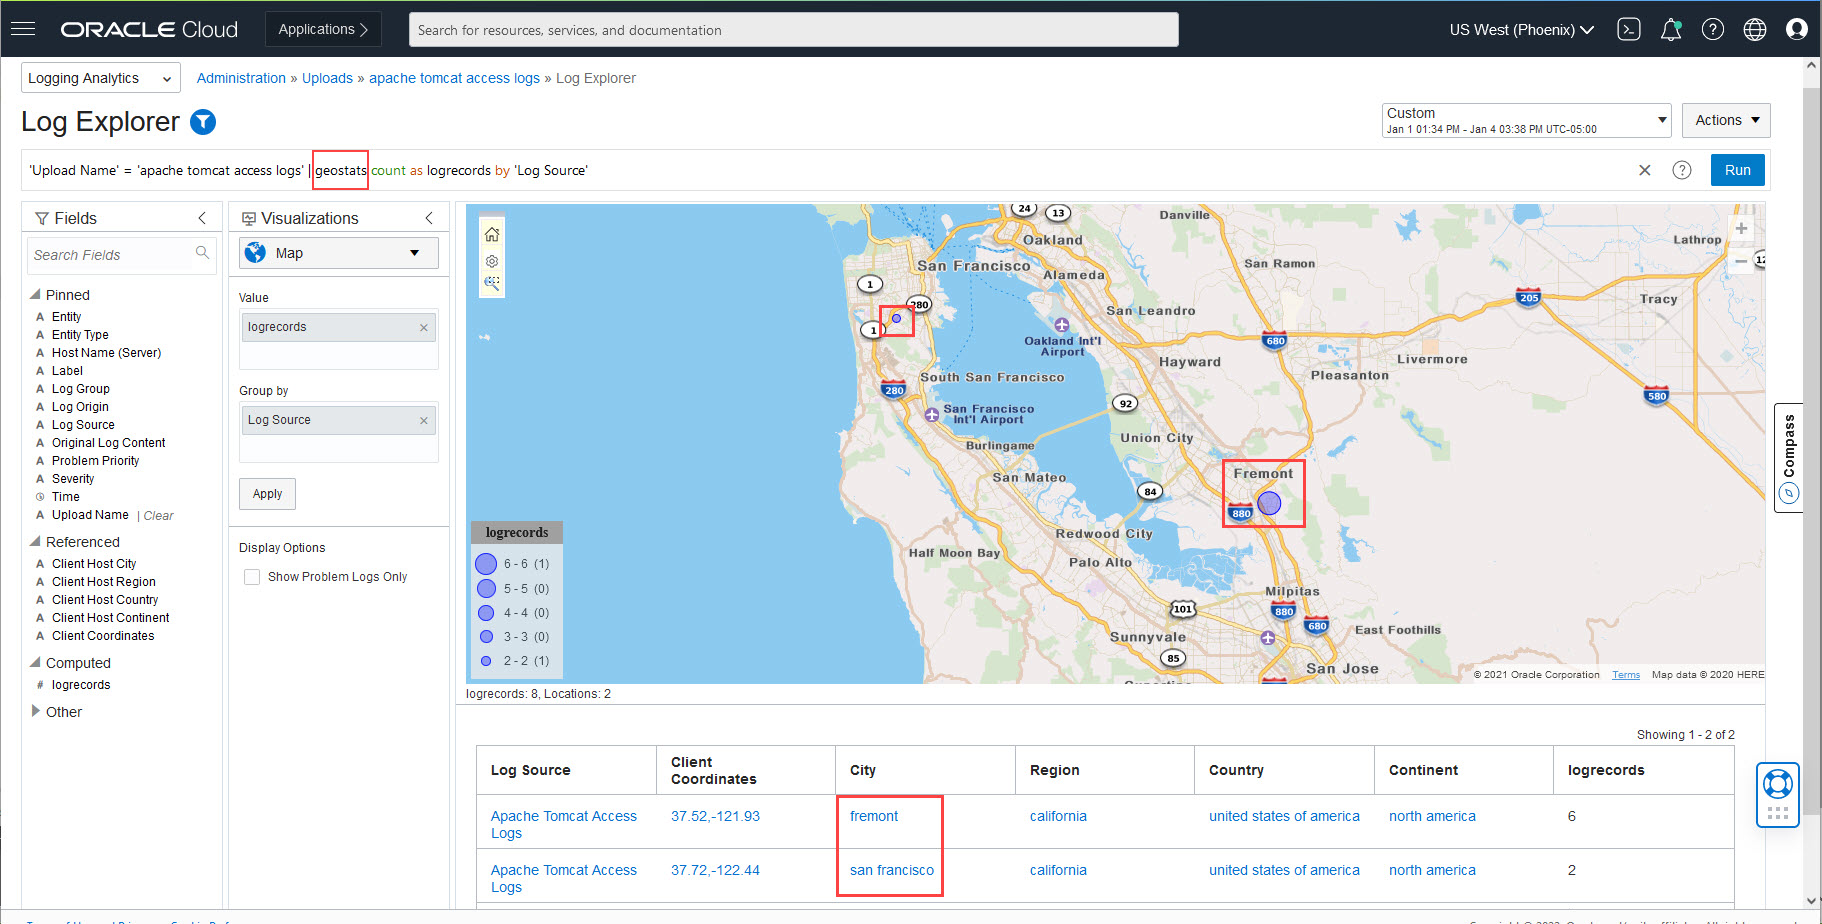 ORACLE Cloud
Applications
Search for resources, services, and documentation
US West (Phoenix)
Logging Analytics
Administration » Uploads » apache tomcat access logs » Log Explorer
Log Explorer
Custom
Jan 1 01:34 PM - Jan 4 03:38 PM UTC-05:00
Actions
'Upload Name' = 'apache tomcat access logs' | geostats count as logrecords by 'Log Source'
Run
Fields
Search Fields
Pinned
A Entity
A Entity Type
A Host Name (Server)
A Label
A Log Group
A Log Origin
A Log Source
A Original Log Content
A Problem Priority
A Severity
Time
A Upload Name | Clear
Referenced
A Client Host City
A Client Host Region
A Client Host Country
A Client Host Continent
A Client Coordinates
Computed
# logrecords
Other
Visualizations
Map
Value
logrecords
Group by
Log Source
Apply
Display Options
Show Problem Logs Only
24
13
Danville
Oakland
Lathrop
San Francisco
Alameda
San Ramon
12
1
280
205
Tracy
San Leandro
1
Oakland Int'l
Airport
680
Hayward
Livermore
Pleasanton
South San Francisco
280
580
92
San Francisco
Int'l Airport
Union City
Burlingame
Fremont
San Mateo
84
880
Redwood City
Half Moon Bay
Palo Alto
Milpitas
101
880
680
Sunnyvale
East Foothills
85
San Jose
logrecords
6 - 6 (1)
5 - 5 (0)
4 - 4 (0)
3 - 3 (0)
2 - 2 (1)
© 2021 Oracle Corporation Terms Map data © 2020 HERE
Compass
logrecords: 8, Locations: 2
Showing 1 - 2 of 2
Log Source Client Coordinates City Region Country Continent logrecords
Apache Tomcat Access Logs 37.52,-121.93 fremont california united states of america north america 6
Apache Tomcat Access Logs 37.72,-122.44 san francisco california united states of america north america 2